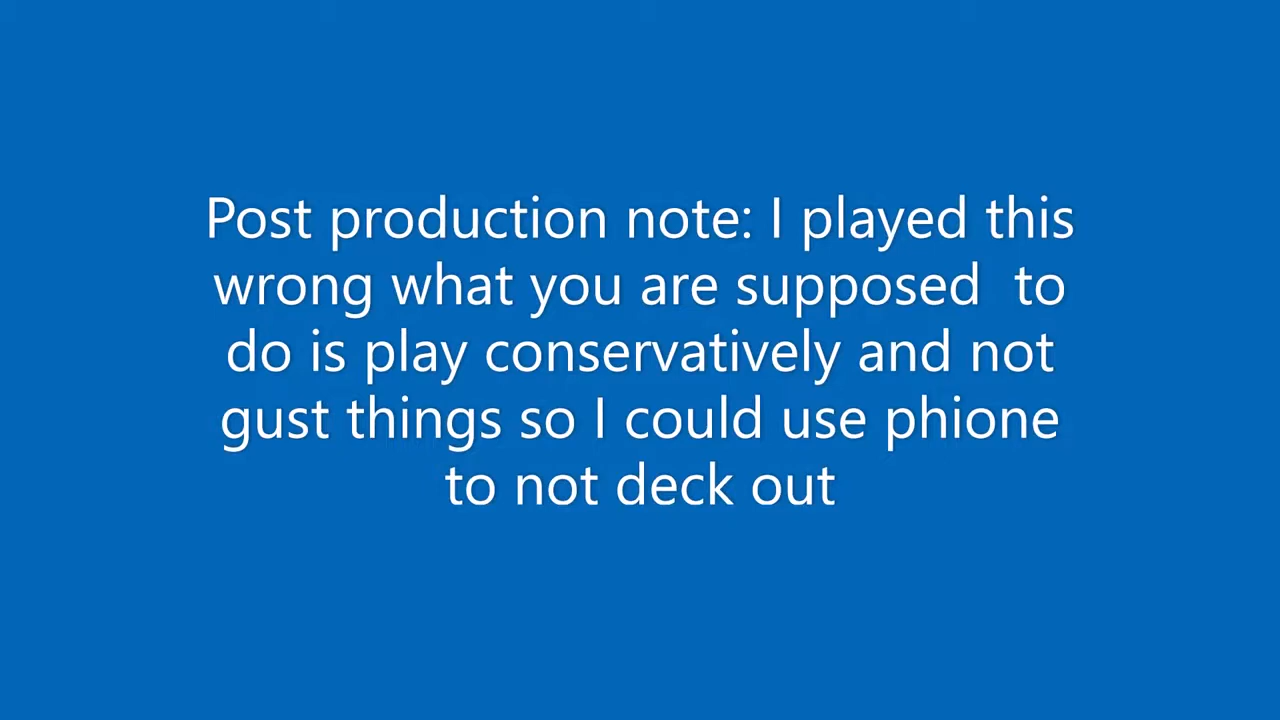 Post production note: I played this
wrong what you are supposed  to
do is play conservatively and not
gust things so I could use phione
to not deck out